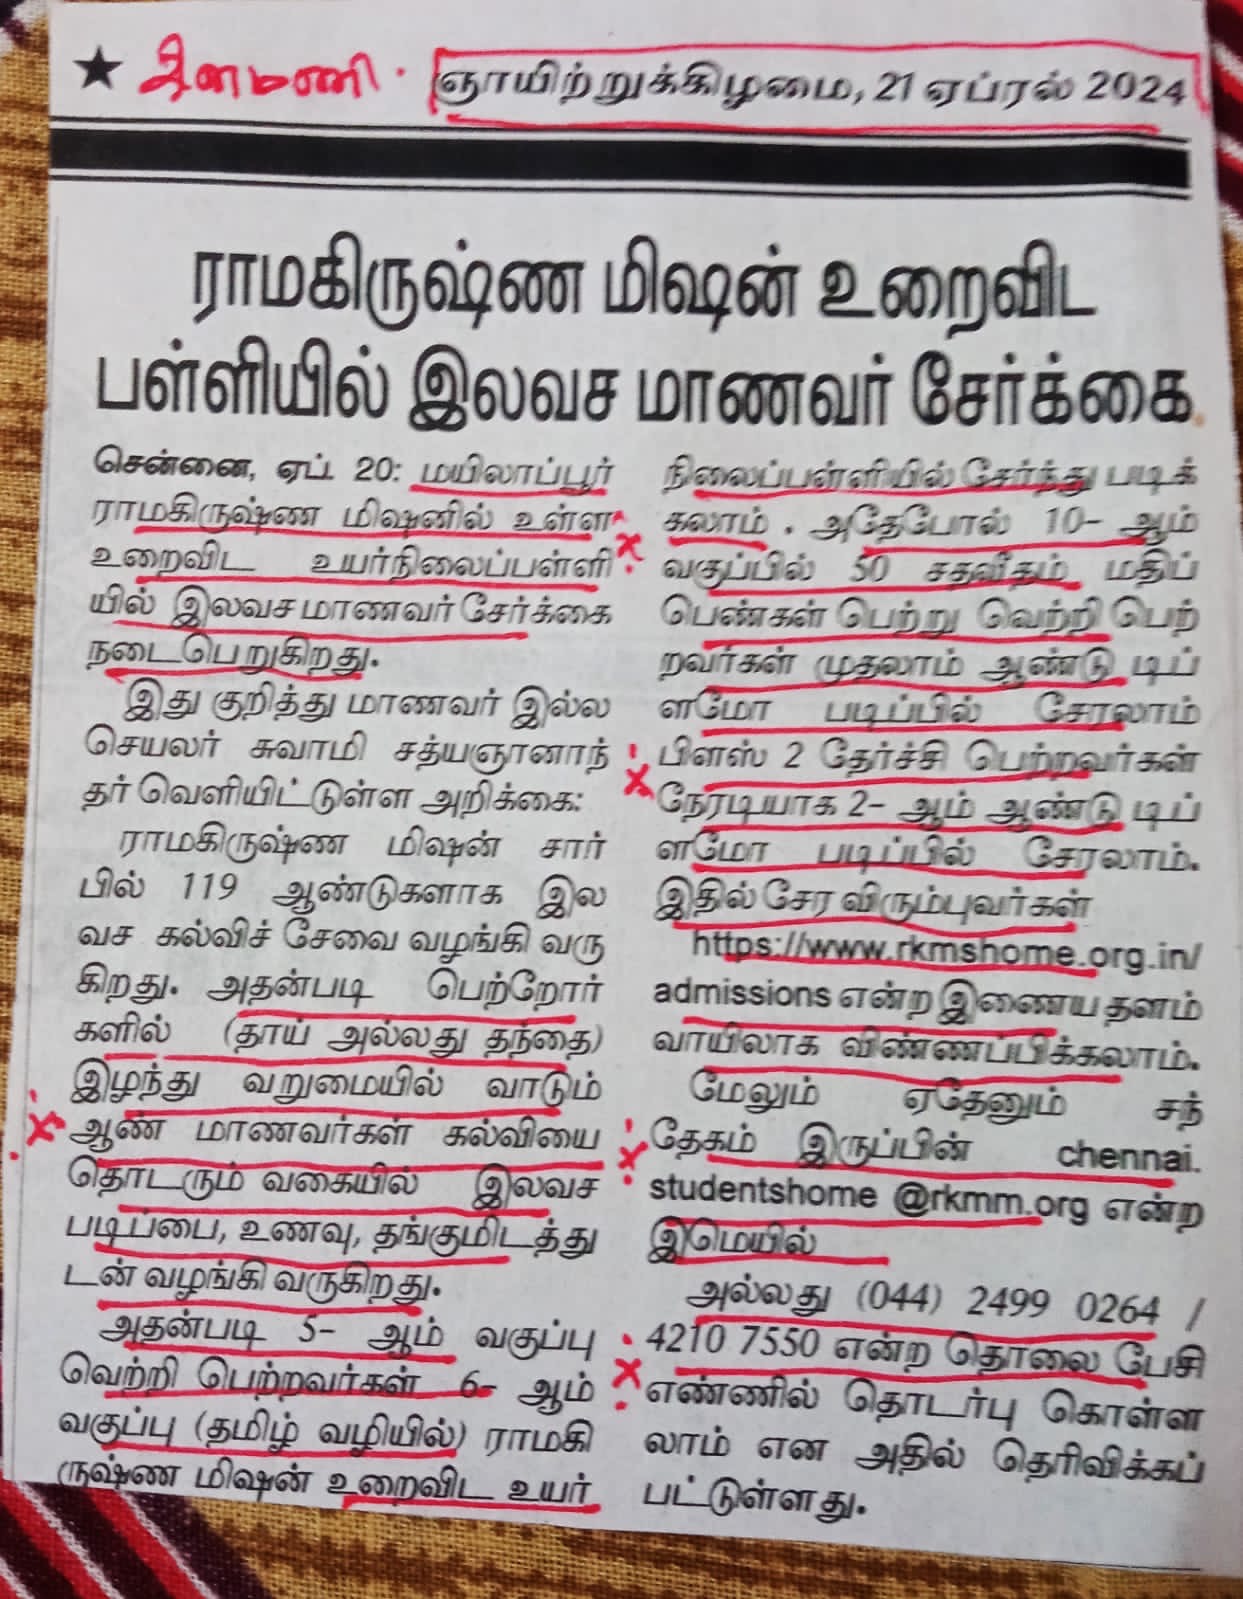 ★ தினமணி. ஞாயிற்றுக்கிழமை, 21 ஏப்ரல் 2024
ராமகிருஷ்ண மிஷன் உறைவிட
பள்ளியில் இலவச மாணவர் சேர்க்கை
சென்னை, ஏப். 20: மயிலாப்பூர்
ராமகிருஷ்ண மிஷனில் உள்ள
உறைவிட உயர்நிலைப்பள்ளி
யில் இலவச மாணவர் சேர்க்கை
நடைபெறுகிறது.
இது குறித்து மாணவர் இல்ல
செயலர் சுவாமி சத்யஞானாந்
தர் வெளியிட்டுள்ள அறிக்கை:
ராமகிருஷ்ண மிஷன் சார்
பில் 119 ஆண்டுகளாக இல
வச கல்விச் சேவை வழங்கி வரு
கிறது. அதன்படி பெற்றோர்
களில் (தாய் அல்லது தந்தை)
இழந்து வறுமையில் வாடும்
ஆண் மாணவர்கள் கல்வியை
தொடரும் வகையில் இலவச
படிப்பை, உணவு, தங்குமிடத்து
டன் வழங்கி வருகிறது.
அதன்படி 5- ஆம் வகுப்பு
வெற்றி பெற்றவர்கள் 6- ஆம்
வகுப்பு (தமிழ் வழியில்) ராமகி
ருஷ்ண மிஷன் உறைவிட உயர்
நிலைப்பள்ளியில் சேர்ந்து படிக்
கலாம் . அதேபோல் 10- ஆம்
வகுப்பில் 50 சதவீதம் மதிப்
பெண்கள் பெற்று வெற்றி பெற்
றவர்கள் முதலாம் ஆண்டு டிப்
ளமோ படிப்பில் சேரலாம்
பிளஸ் 2 தேர்ச்சி பெற்றவர்கள்
நேரடியாக 2- ஆம் ஆண்டு டிப்
ளமோ படிப்பில் சேரலாம்.
இதில் சேர விரும்புவர்கள்
https://www.rkmshome.org.in/
admissions என்ற இணைய தளம்
வாயிலாக விண்ணப்பிக்கலாம்.
மேலும் ஏதேனும் சந்
தேகம் இருப்பின் chennai.
studentshome @rkmm.org என்ற
இமெயில்
அல்லது (044) 2499 0264 /
4210 7550 என்ற தொலை பேசி
எண்ணில் தொடர்பு கொள்ள
லாம் என அதில் தெரிவிக்கப்
பட்டுள்ளது.